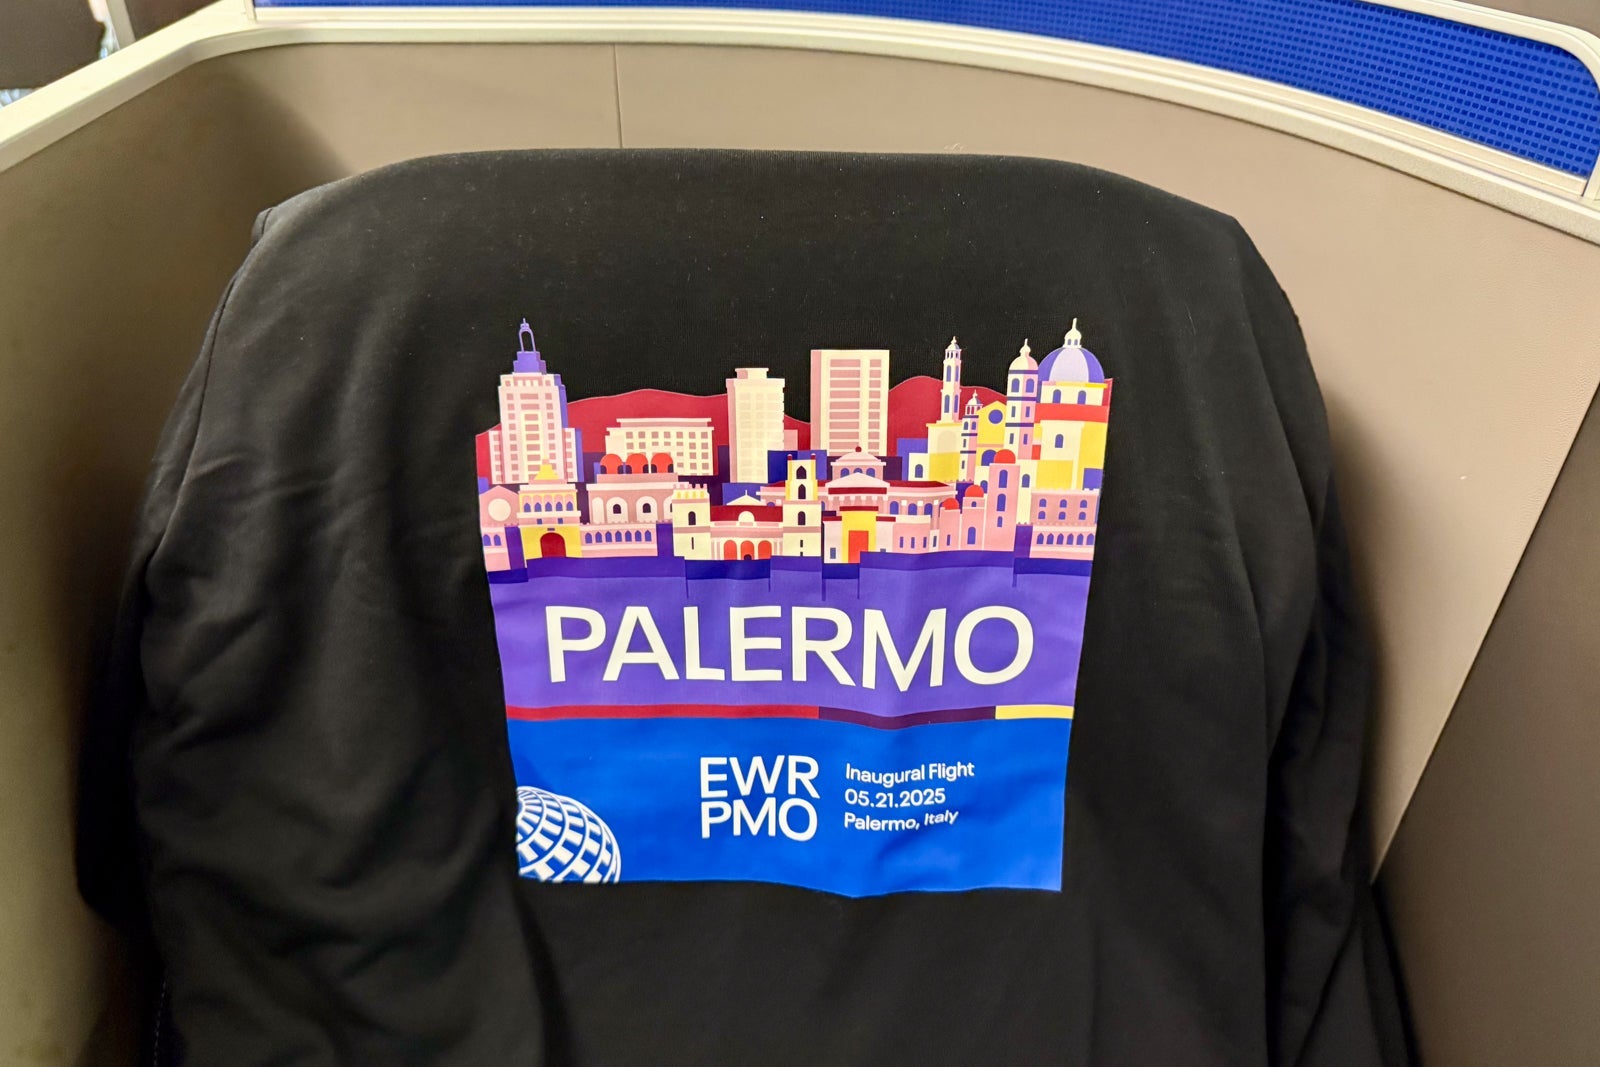 PALERMO
EWR
PMO
Inaugural Flight
05.21.2025
Palermo, Italy